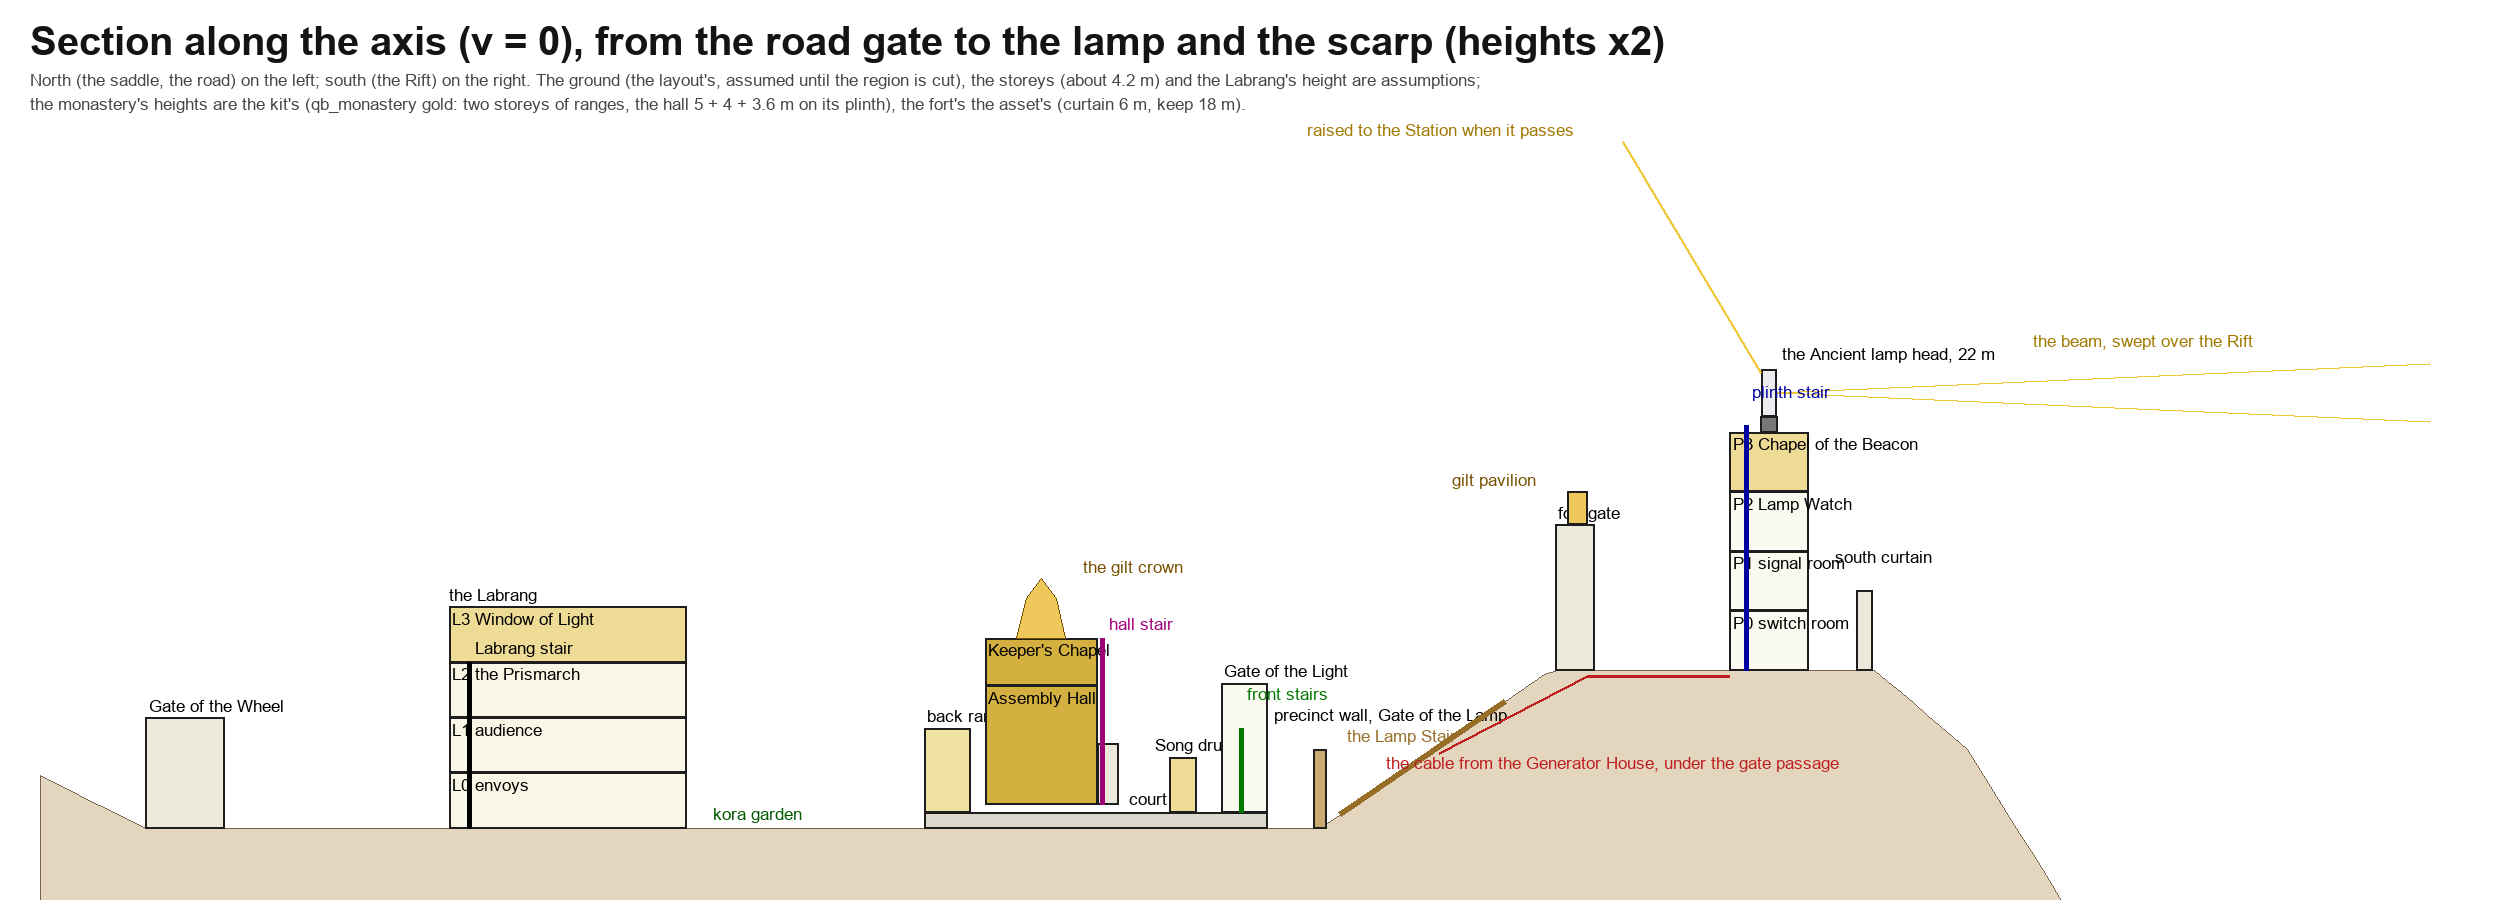 Section along the axis (v = 0), from the road gate to the lamp and the scarp (heights x2)
North (the saddle, the road) on the left; south (the Rift) on the right. The ground (the layout's, assumed until the region is cut), the storeys (about 4.2 m) and the Labrang's height are assumptions;
the monastery's heights are the kit's (qb_monastery gold: two storeys of ranges, the hall 5 + 4 + 3.6 m on its plinth), the fort's the asset's (curtain 6 m, keep 18 m).
raised to the Station when it passes
the beam, swept over the Rift
the Ancient lamp head, 22 m
plinth stair
P3 Chapel of the Beacon
gilt pavilion
P2 Lamp Watch
gate
south curtain
P1 signal room
the gilt crown
the Labrang
L3 Window of Light
hall stair
P0 switch room
Labrang stair
Keeper's Chapel
Gate of the Light
L2 the Prismarch
front stairs
Assembly Hall
Gate of the Wheel
back
precinct wall, Gate of the Lamp
L1 audience
the Lamp Stair
Song
the cable from the Generator House, under the gate passage
L0 envoys
court
kora garden